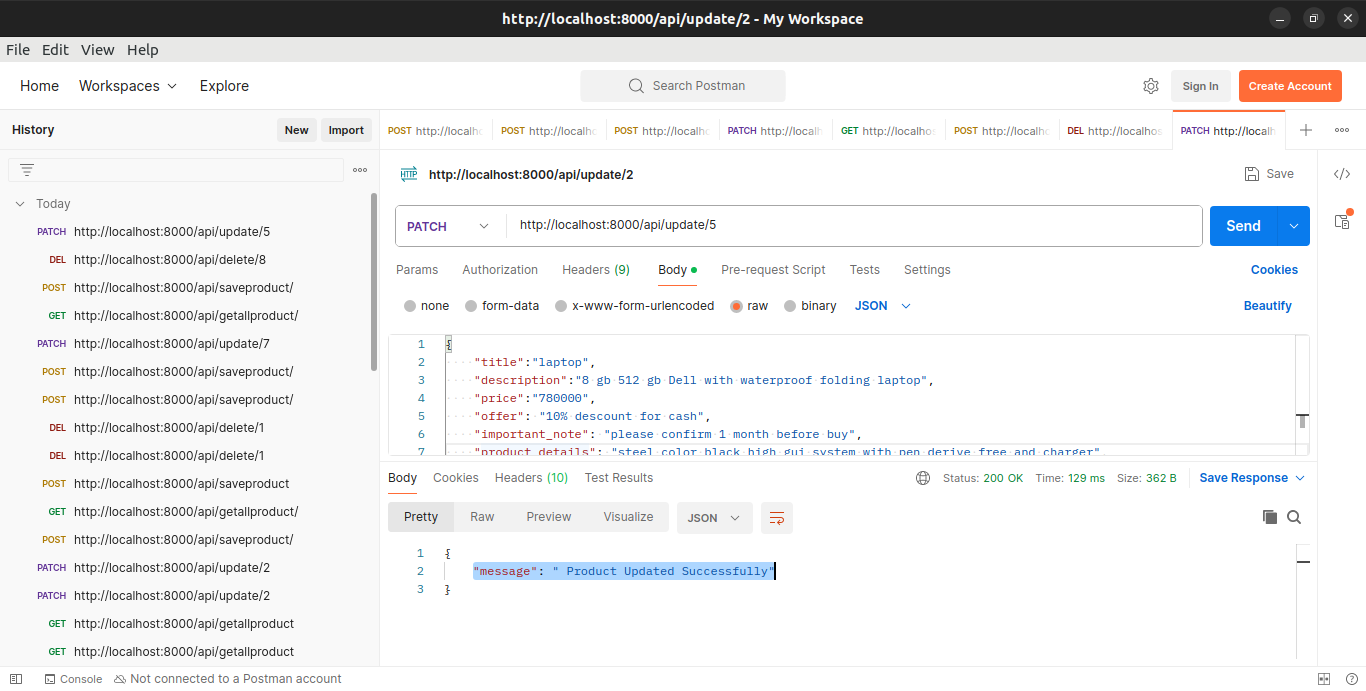 http://localhost:8000/api/update/2 - My Workspace
File Edit View Help
Home Workspaces Explore
Search Postman
Sign In
Create Account
History
New
Import
POST http://localho
POST http://localho
POST http://localho
PATCH http://localh
GET http://localhos
POST http://localho
DEL http://localhos
PATCH http://localh
Today
PATCH http://localhost:8000/api/update/5
DEL http://localhost:8000/api/delete/8
POST http://localhost:8000/api/saveproduct/
GET http://localhost:8000/api/getallproduct/
PATCH http://localhost:8000/api/update/7
POST http://localhost:8000/api/saveproduct/
POST http://localhost:8000/api/saveproduct/
DEL http://localhost:8000/api/delete/1
DEL http://localhost:8000/api/delete/1
POST http://localhost:8000/api/saveproduct
GET http://localhost:8000/api/getallproduct/
POST http://localhost:8000/api/saveproduct/
PATCH http://localhost:8000/api/update/2
PATCH http://localhost:8000/api/update/2
GET http://localhost:8000/api/getallproduct
GET http://localhost:8000/api/getallproduct
HTTP http://localhost:8000/api/update/2
Save
PATCH http://localhost:8000/api/update/5
Send
Params Authorization Headers (9) Body Pre-request Script Tests Settings
Cookies
none form-data x-www-form-urlencoded raw binary JSON
Beautify
1 {
2 "title":"laptop",
3 "description":"8 gb 512 gb Dell with waterproof folding laptop",
4 "price":"780000",
5 "offer": "10% descount for cash",
6 "important_note": "please confirm 1 month before buy",
7 "product_details": "steel color black high gui system with pen derive free and charger"
Body Cookies Headers (10) Test Results
Status: 200 OK Time: 129 ms Size: 362 B
Save Response
Pretty Raw Preview Visualize JSON
1 {
2 "message": " Product Updated Successfully"
3 }
Console
Not connected to a Postman account